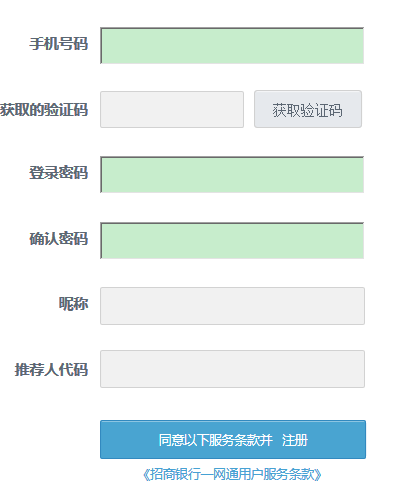 手机号码
获取的验证码 获取验证码
登录密码
确认密码
昵称
推荐人代码
同意以下服务条款并 注册
《招商银行一网通用户服务条款》